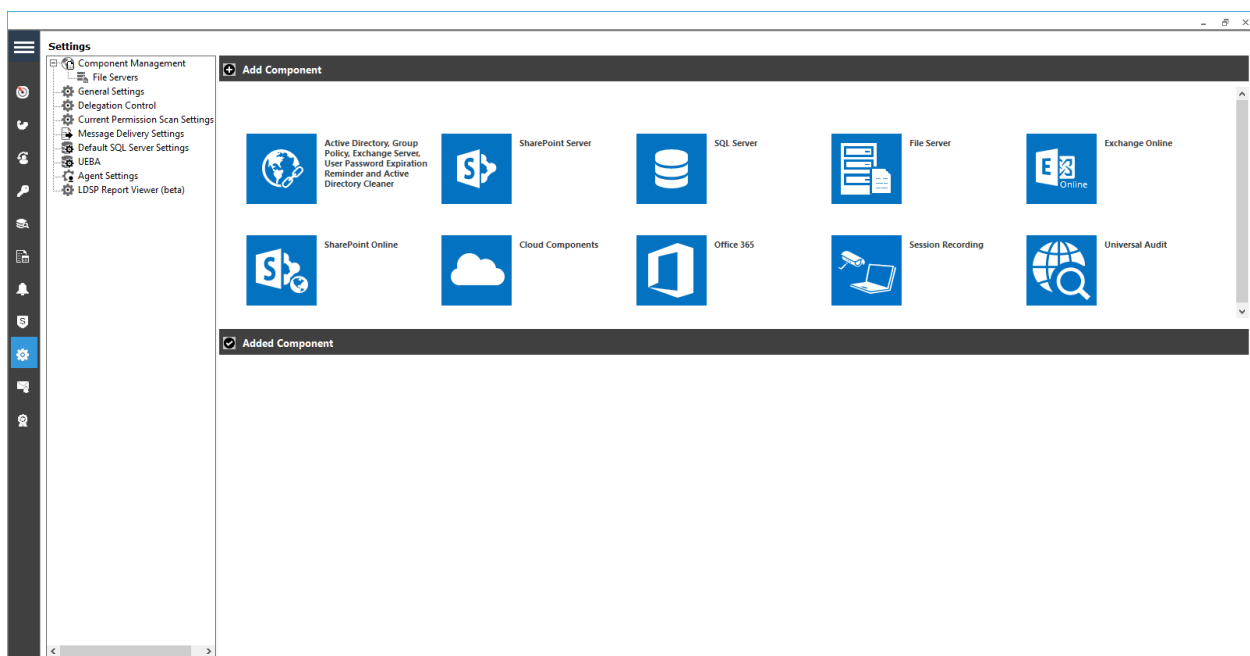 Settings
Component Management
File Servers
General Settings
Delegation Control
Current Permission Scan Settings
Message Delivery Settings
Default SQL Server Settings
UEBA
Agent Settings
LDSP Report Viewer (beta)
Add Component
Active Directory, Group
Policy, Exchange Server,
User Password Expiration
Reminder and Active
Directory Cleaner
S
SharePoint Server
SQL Server
File Server
E
Online
Exchange Online
S
SharePoint Online
Cloud Components
Office 365
Session Recording
Universal Audit
S
Added Component